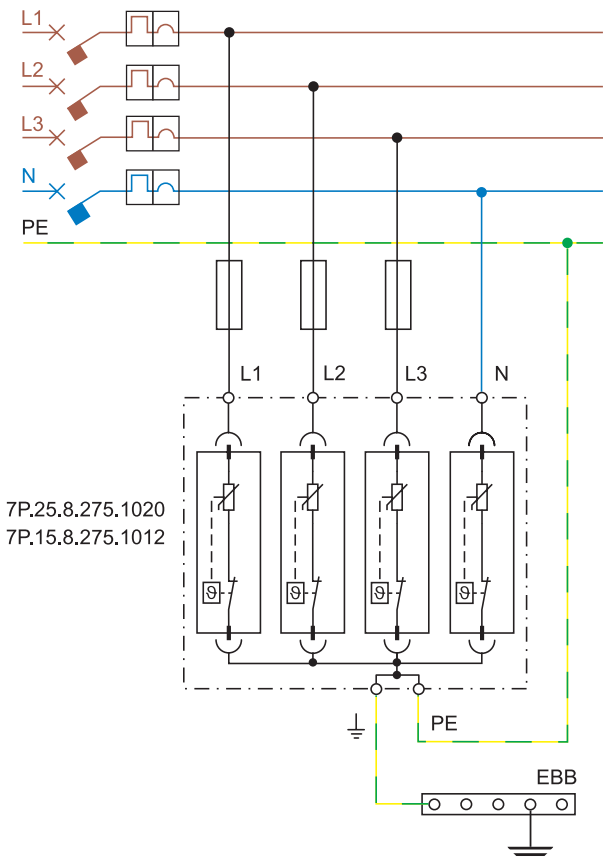 L1
L2
L3
N
PE
L1 L2 L3 N
7P.25.8.275.1020
7P.15.8.275.1012
ϑ ϑ ϑ ϑ
PE
EBB